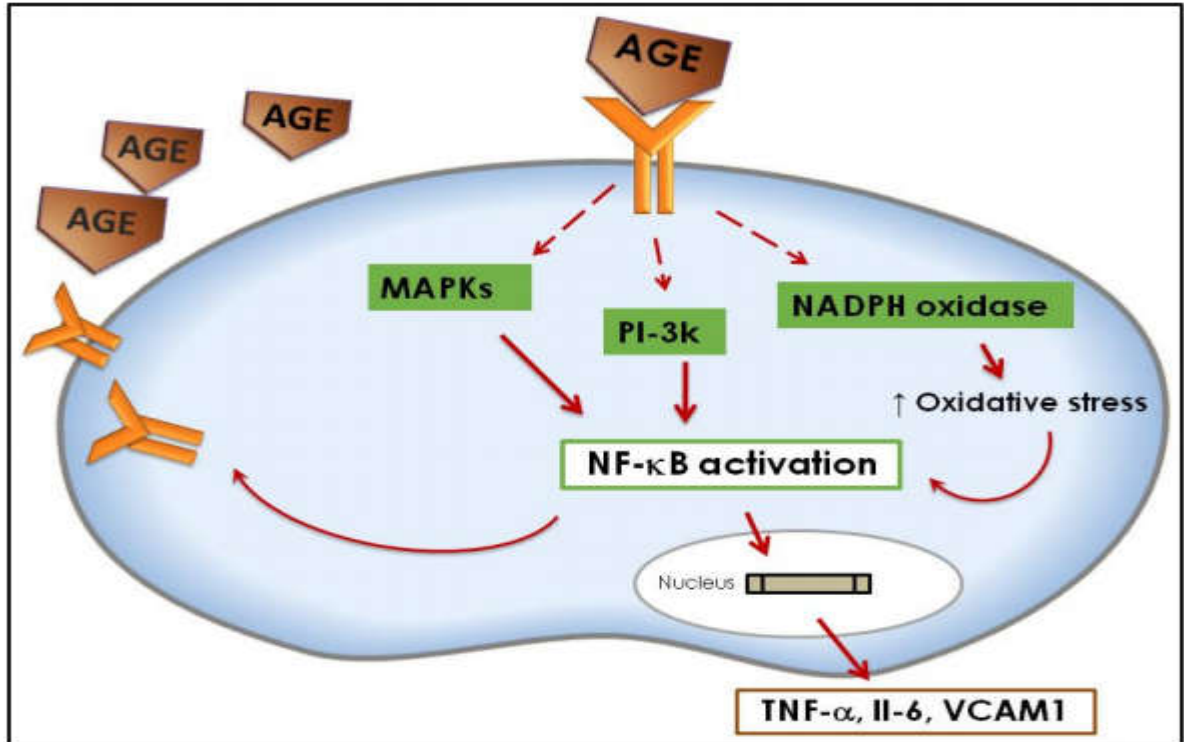 AGE
AGE
AGE
AGE
MAPKs
NADPH oxidase
PI-3k
↑ Oxidative stress
NF-κB activation
Nucleus
TNF-α, Il-6, VCAM1